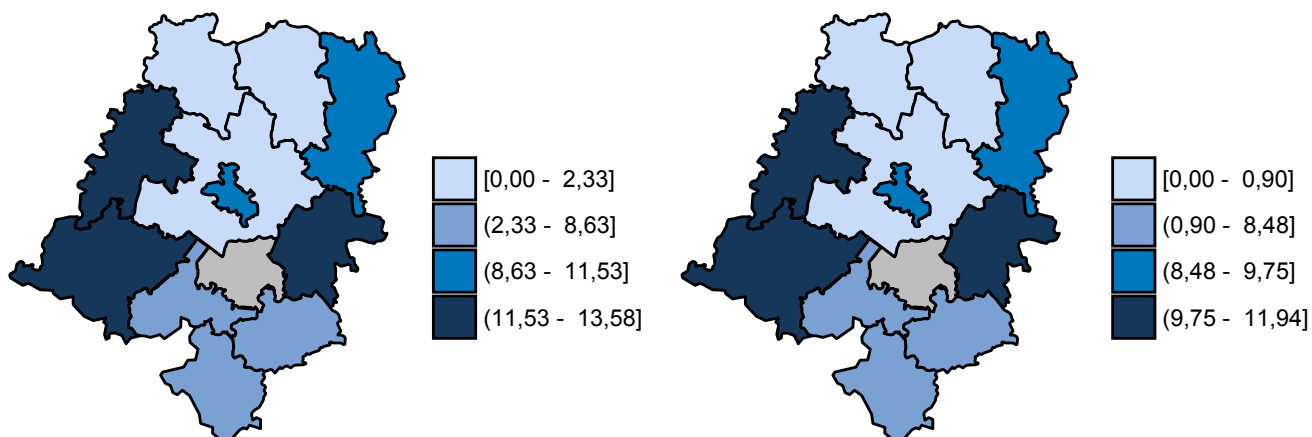 [0,00 - 2,33]
(2,33 - 8,63]
(8,63 - 11,53]
(11,53 - 13,58]
[0,00 - 0,90]
(0,90 - 8,48]
(8,48 - 9,75]
(9,75 - 11,94]